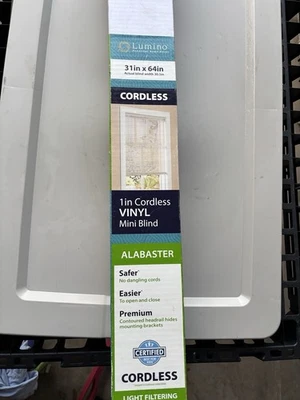 Lumino
31in x 64in
CORDLESS
1in Cordless
VINYL
Mini Blind
ALABASTER
Safer
No dangling cords
Easier
To open and close
Premium
Contoured headrail hides
mounting brackets
CERTIFIED
CORDLESS
LIGHT FILTERING